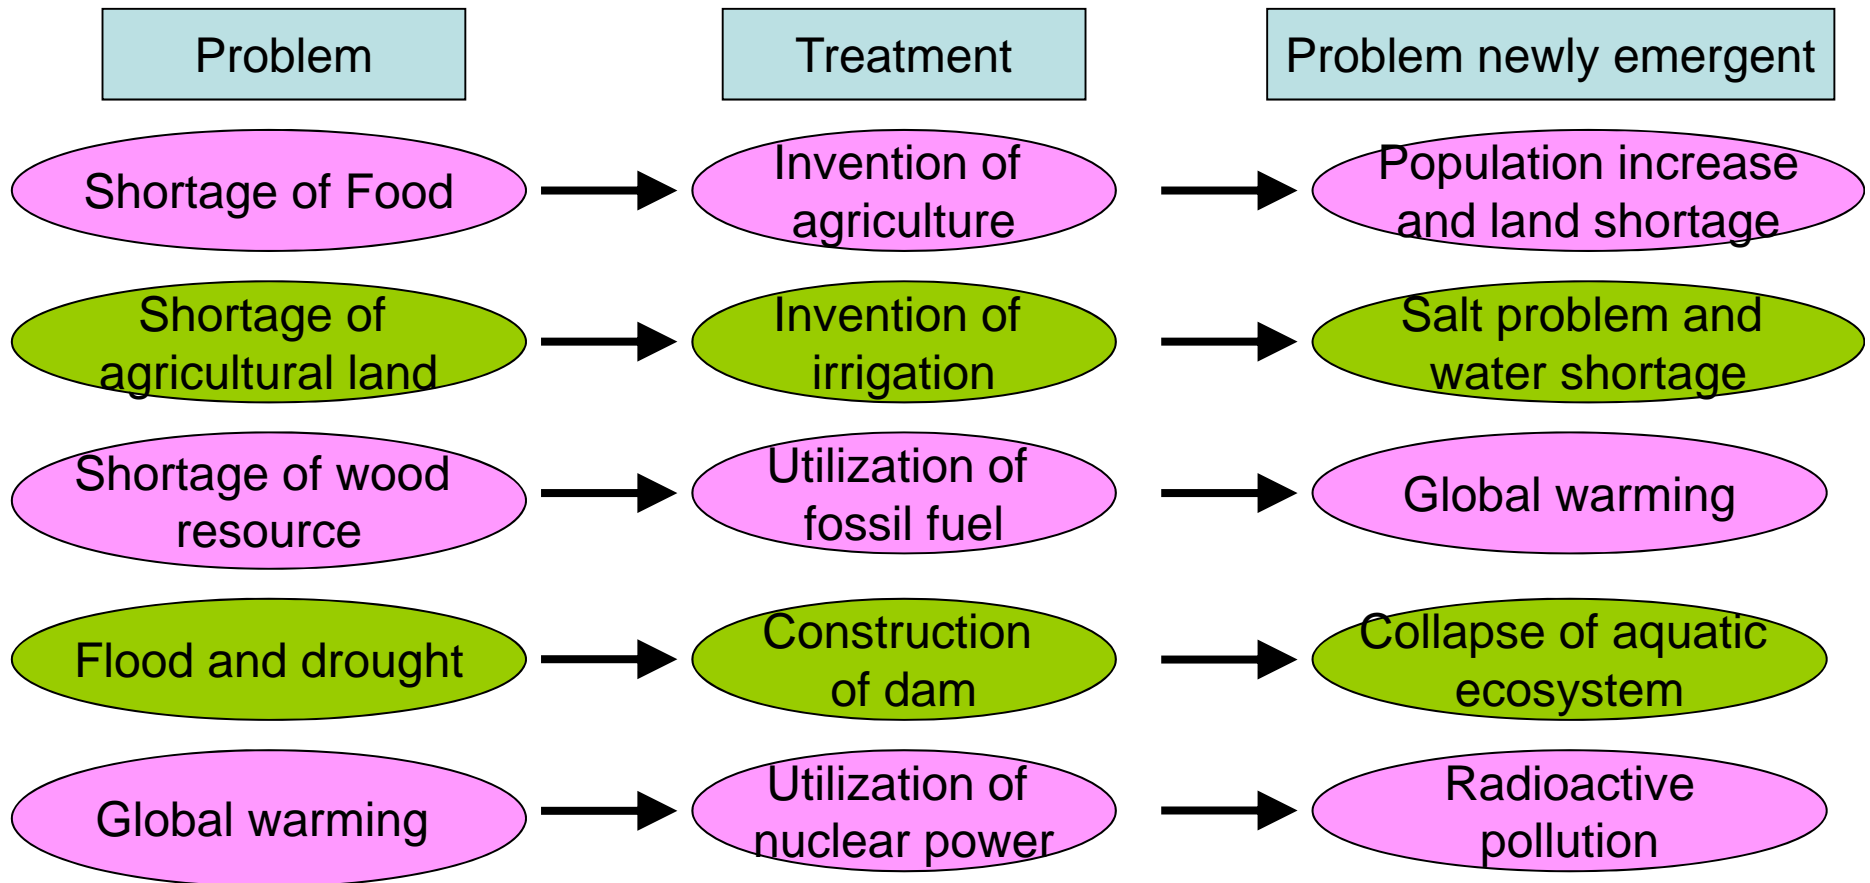 Problem
Treatment
Problem newly emergent
Shortage of Food
Invention of
agriculture
Population increase
and land shortage
Shortage of
agricultural land
Invention of
irrigation
Salt problem and
water shortage
Shortage of wood
resource
Utilization of
fossil fuel
Global warming
Flood and drought
Construction
of dam
Collapse of aquatic
ecosystem
Global warming
Utilization of
nuclear power
Radioactive
pollution